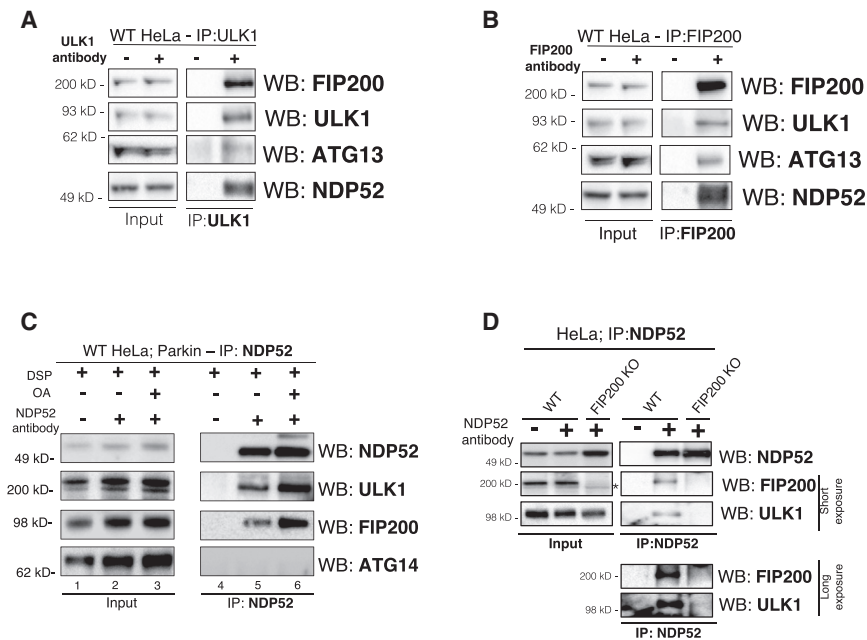 A
WT HeLa - IP:ULK1
ULK1
antibody
- + - +
200 kD - WB: FIP200
93 kD - WB: ULK1
62 kD -
WB: ATG13
49 kD - WB: NDP52
Input IP:ULK1
B
WT HeLa – IP:FIP200
FIP200
antibody
- + - +
200 kD - WB: FIP200
93 kD - WB: ULK1
62 kD -
WB: ATG13
49 kD - WB: NDP52
Input IP:FIP200
C
WT HeLa; Parkin – IP: NDP52
DSP + + + + + +
OA - - + - - +
NDP52
antibody
- + + - + +
49 kD- WB: NDP52
200 kD- WB: ULK1
98 kD- WB: FIP200
62 kD- WB: ATG14
1 2 3 4 5 6
Input IP: NDP52
D
HeLa; IP:NDP52
WT FIP200 KO WT FIP200 KO
NDP52
antibody
- + + - + +
49 kD - WB: NDP52
200 kD - * WB: FIP200
98 kD - WB: ULK1
Short
exposure
Input IP:NDP52
200 kD - WB: FIP200
98 kD - WB: ULK1
Long
exposure
IP: NDP52